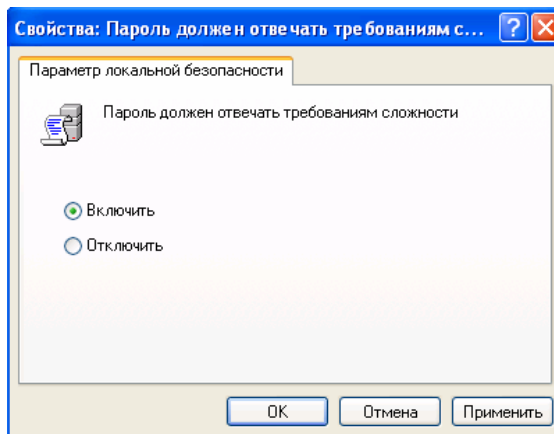 Свойства: Пароль должен отвечать требованиям с...
Параметр локальной безопасности
Пароль должен отвечать требованиям сложности
Включить
Отключить
OK Отмена Применить